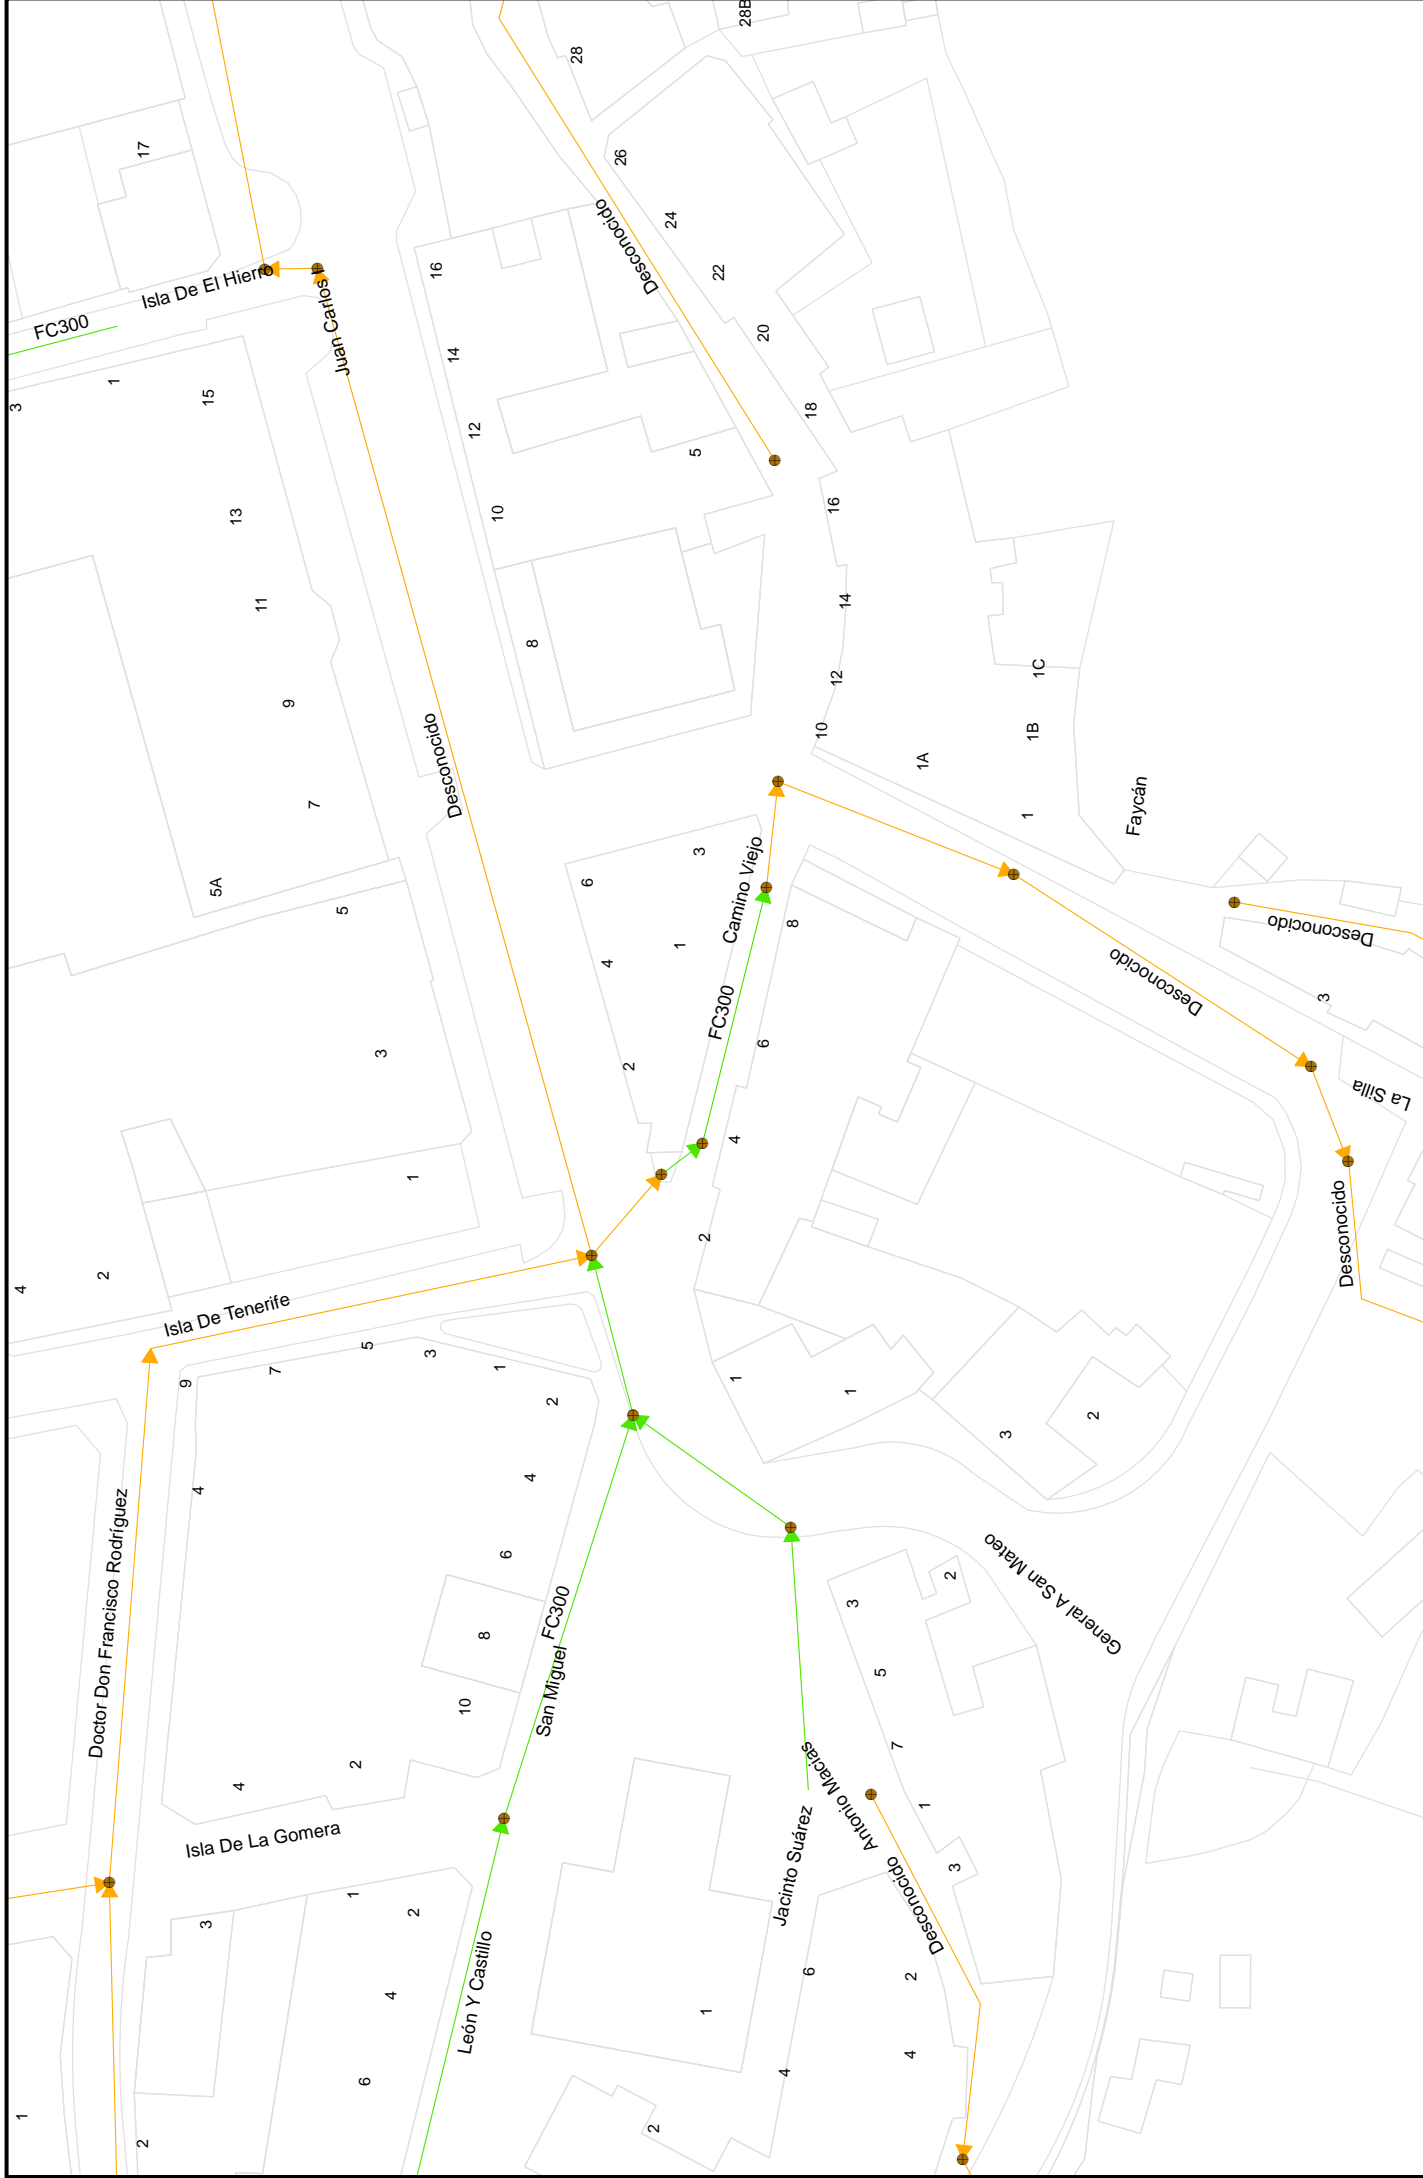 28B
28
17
26
24
Desconocido
22
16
Isla De El Hierro
FC300
Juan Carlos I
20
14
1
15
3
18
12
5
16
13
10
11
14
8
12
1C
9
10
1B
Desconocido
1A
7
1
Faycán
Camino Viejo
3
6
5A
5
8
Desconocido
1
4
Desconocido
3
FC300
6
3
2
La Silla
4
1
Desconocido
2
2
4
Isla De Tenerife
5
3
1
7
9
1
1
2
2
3
4
4
Doctor Don Francisco Rodríguez
6
General A San Mateo
2
3
FC300
8
5
San Miguel
10
7
Antonio Macias
2
4
1
Jacinto Suárez
Isla De La Gomera
3
Desconocido
1
2
3
León Y Castillo
6
2
4
1
4
4
6
1
2
2